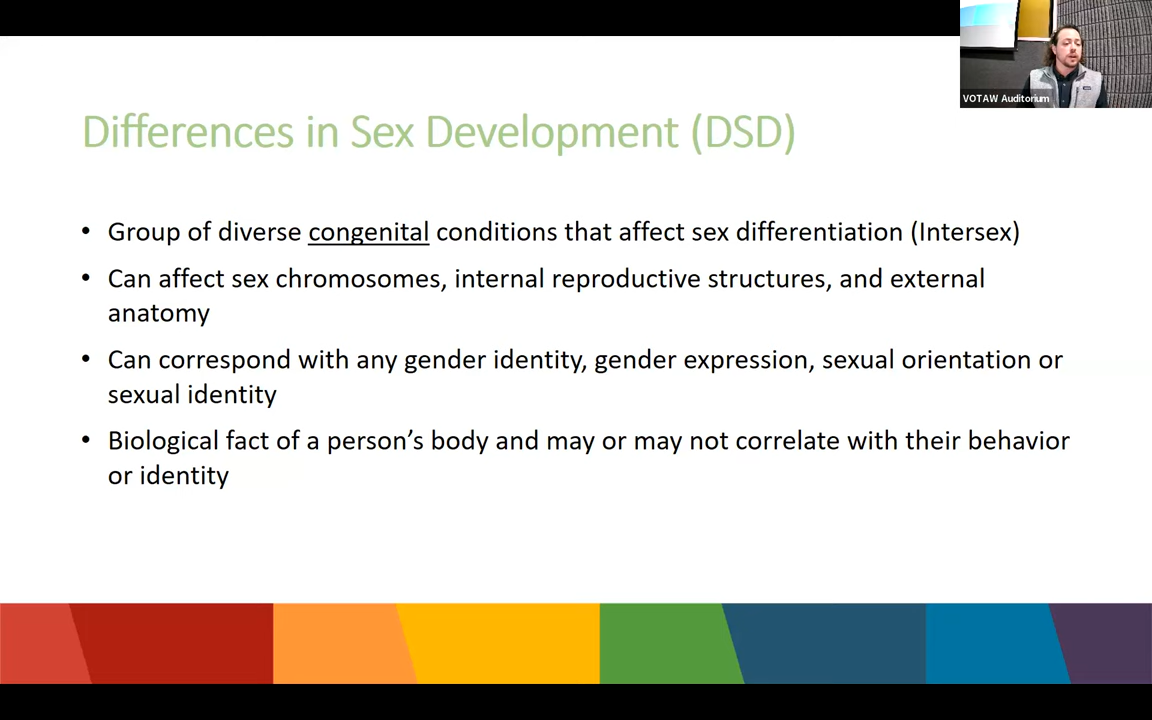 Differences in Sex Development (DSD)
• Group of diverse congenital conditions that affect sex differentiation (Intersex)
• Can affect sex chromosomes, internal reproductive structures, and external
anatomy
• Can correspond with any gender identity, gender expression, sexual orientation or
sexual identity
• Biological fact of a person's body and may or may not correlate with their behavior
or identity
VOTAW Auditorium